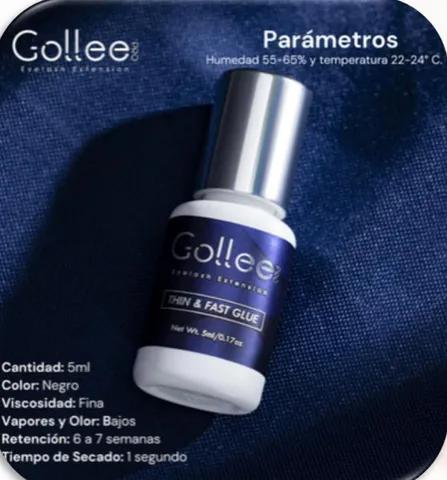 Gollee PRO
Eyelash Extension
Parámetros
Humedad 55-65% y temperatura 22-24° C.
Gollee PRO
Eyelash Extension
THIN & FAST GLUE
Net Wt. 5ml/0.17oz
Cantidad: 5ml
Color: Negro
Viscosidad: Fina
Vapores y Olor: Bajos
Retención: 6 a 7 semanas
Tiempo de Secado: 1 segundo